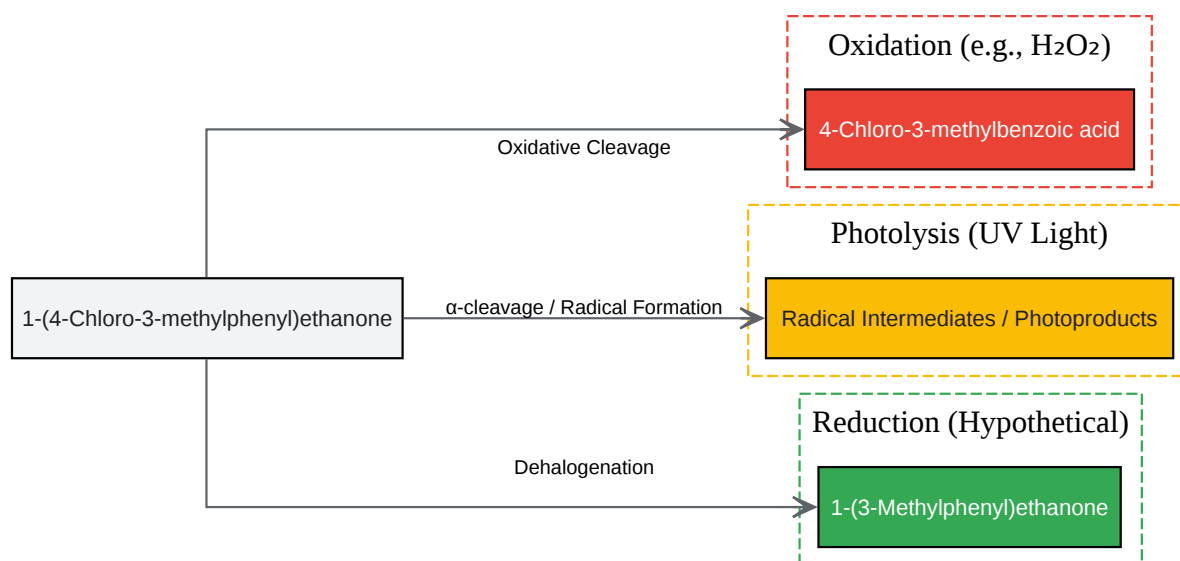 Oxidation (e.g., H₂O₂)
4-Chloro-3-methylbenzoic acid
Oxidative Cleavage
Photolysis (UV Light)
1-(4-Chloro-3-methylphenyl)ethanone
α-cleavage / Radical Formation
Radical Intermediates / Photoproducts
Reduction (Hypothetical)
Dehalogenation
1-(3-Methylphenyl)ethanone